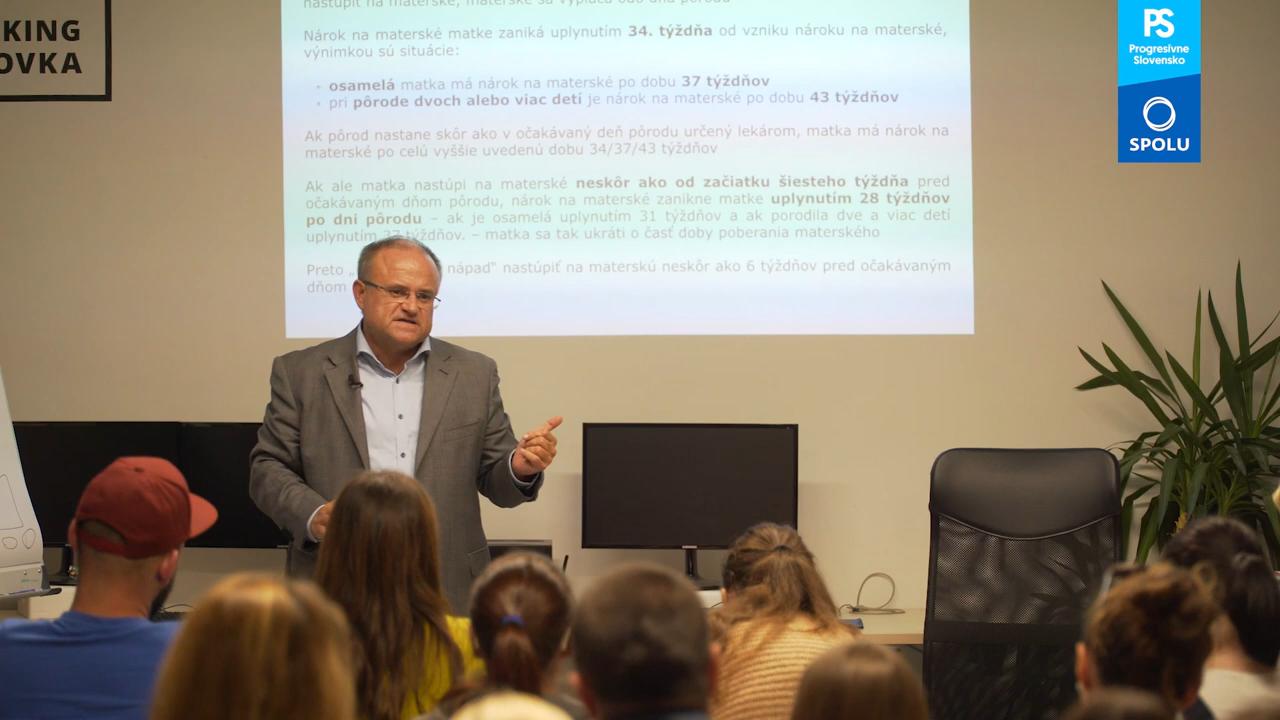 KING
OVKA
nastúpiť na materské, materské sa vypláca odo dňa pôrodu
Nárok na materské matke zaniká uplynutím 34. týždňa od vzniku nároku na materské,
výnimkou sú situácie:
• osamelá matka má nárok na materské po dobu 37 týždňov
• pri pôrode dvoch alebo viac detí je nárok na materské po dobu 43 týždňov
Ak pôrod nastane skôr ako v očakávaný deň pôrodu určený lekárom, matka má nárok na
materské po celú vyššie uvedenú dobu 34/37/43 týždňov
Ak ale matka nastúpi na materské neskôr ako od začiatku šiesteho týždňa pred
očakávaným dňom pôrodu, nárok na materské zanikne matke uplynutím 28 týždňov
po dni pôrodu – ak je osamelá uplynutím 31 týždňov a ak porodila dve a viac detí
uplynutím 37 týždňov. – matka sa tak ukráti o časť doby poberania materského
Preto nápad" nastúpiť na materskú neskôr ako 6 týždňov pred očakávaným
dňom
PS
Progresívne
Slovensko
SPOLU